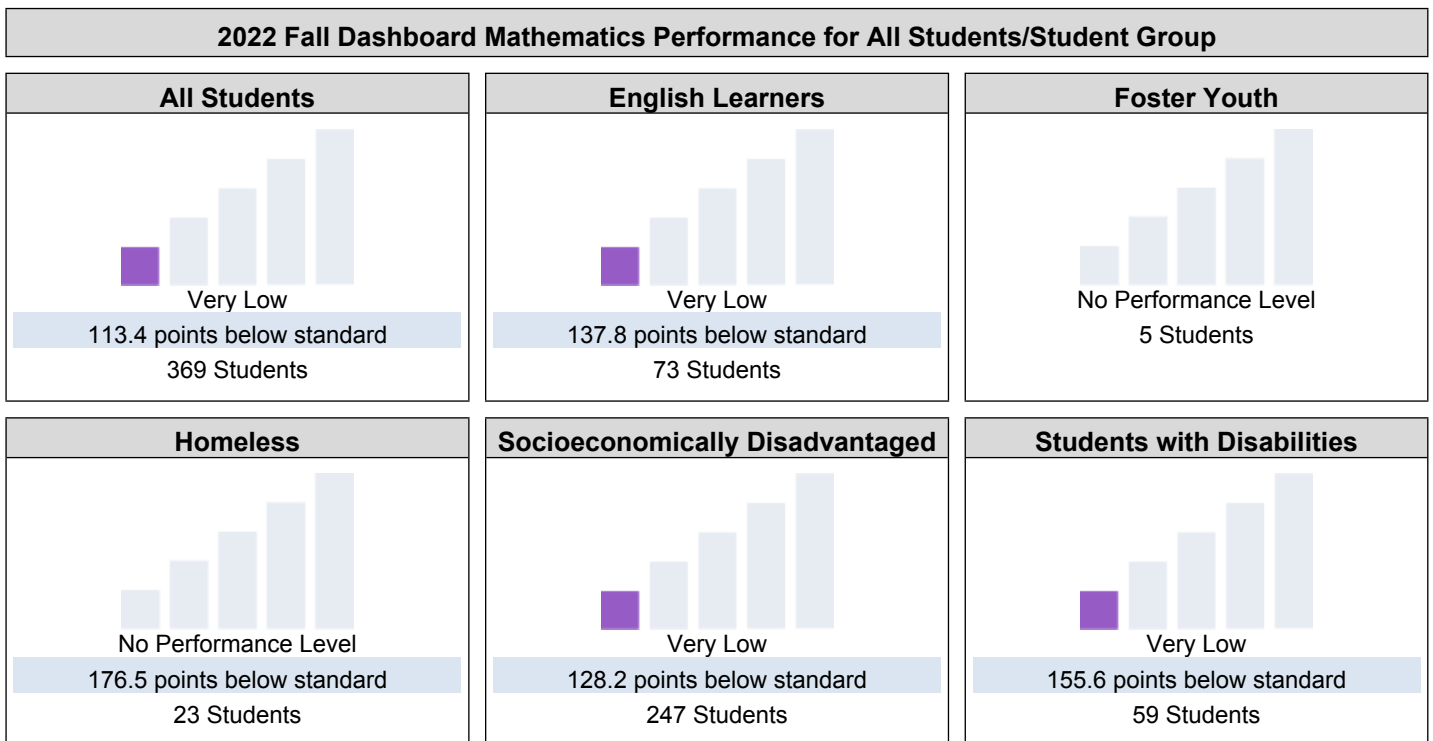 2022 Fall Dashboard Mathematics Performance for All Students/Student Group
All Students
Very Low
113.4 points below standard
369 Students
English Learners
Very Low
137.8 points below standard
73 Students
Foster Youth
No Performance Level
5 Students
Homeless
No Performance Level
176.5 points below standard
23 Students
Socioeconomically Disadvantaged
Very Low
128.2 points below standard
247 Students
Students with Disabilities
Very Low
155.6 points below standard
59 Students